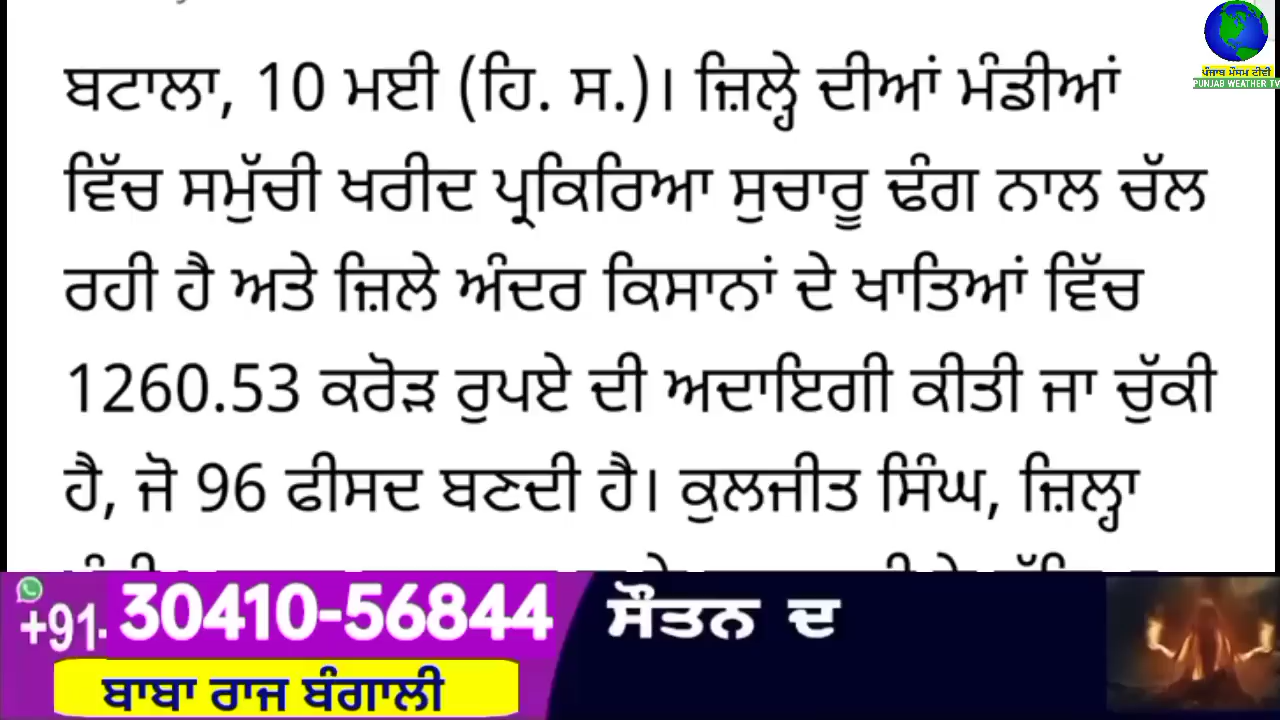 ਪੰਜਾਬ ਮੌਸਮ ਟੀਵੀ
PUNJAB WEATHER TV
ਬਟਾਲਾ, 10 ਮਈ (ਹਿ. ਸ.)। ਜ਼ਿਲ੍ਹੇ ਦੀਆਂ ਮੰਡੀਆਂ
ਵਿੱਚ ਸਮੁੱਚੀ ਖਰੀਦ ਪ੍ਰਕਿਰਿਆ ਸੁਚਾਰੂ ਢੰਗ ਨਾਲ ਚੱਲ
ਰਹੀ ਹੈ ਅਤੇ ਜ਼ਿਲੇ ਅੰਦਰ ਕਿਸਾਨਾਂ ਦੇ ਖਾਤਿਆਂ ਵਿੱਚ
1260.53 ਕਰੋੜ ਰੁਪਏ ਦੀ ਅਦਾਇਗੀ ਕੀਤੀ ਜਾ ਚੁੱਕੀ
ਹੈ, ਜੋ 96 ਫੀਸਦ ਬਣਦੀ ਹੈ। ਕੁਲਜੀਤ ਸਿੰਘ, ਜ਼ਿਲ੍ਹਾ
+91- 30410-56844
ਬਾਬਾ ਰਾਜ ਬੰਗਾਲੀ
ਸੌਤਨ ਦ